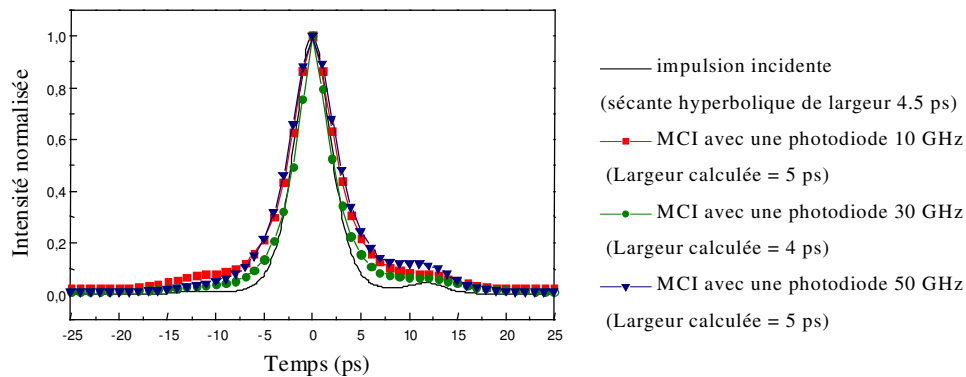 1,0
0,8
0,6
0,4
0,2
0,0
Intensité normalisée
-25 -20 -15 -10 -5 0 5 10 15 20 25
Temps (ps)
impulsion incidente
(sécante hyperbolique de largeur 4.5 ps)
MCI avec une photodiode 10 GHz
(Largeur calculée = 5 ps)
MCI avec une photodiode 30 GHz
(Largeur calculée = 4 ps)
MCI avec une photodiode 50 GHz
(Largeur calculée = 5 ps)